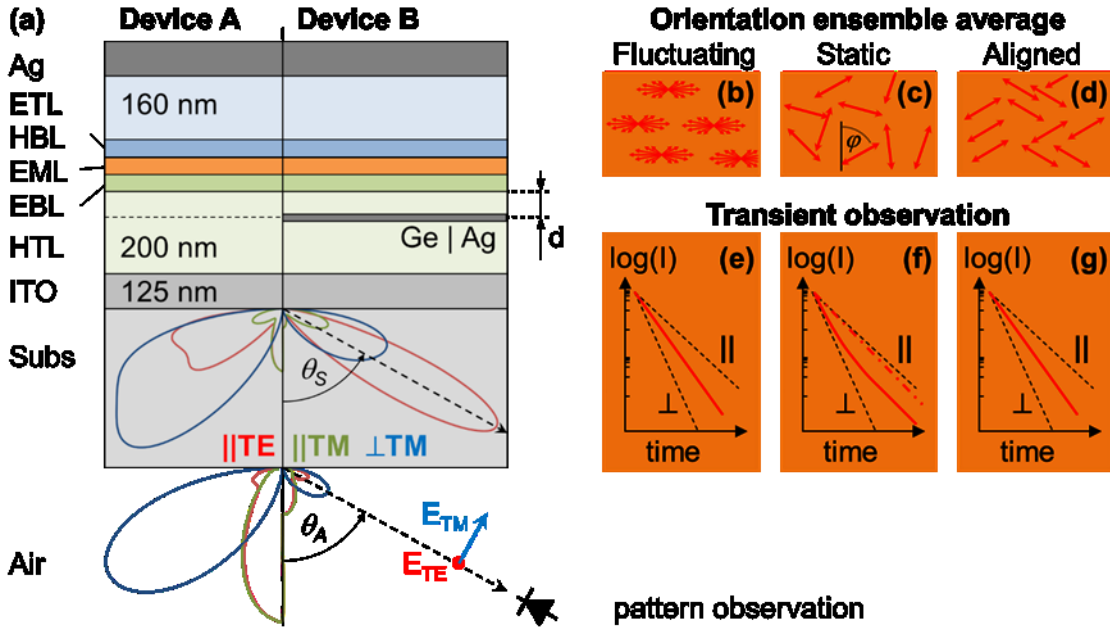 (a)
Device A
Device B
Ag
ETL
HBL
EML
EBL
HTL
ITO
Subs
Air
160 nm
200 nm
125 nm
Ge | Ag
d
θS
||TE ||TM ⊥TM
θA
ETM
ETE
Orientation ensemble average
Fluctuating
Static
Aligned
(b)
(c)
(d)
φ
Transient observation
log(I)
(e)
||
⊥
time
log(I)
(f)
||
⊥
time
log(I)
(g)
||
⊥
time
pattern observation